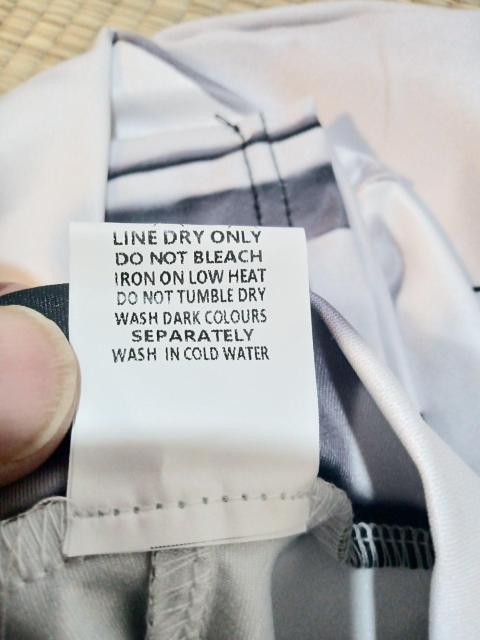 LINE DRY ONLY
DO NOT BLEACH
IRON ON LOW HEAT
DO NOT TUMBLE DRY
WASH DARK COLOURS
SEPARATELY
WASH IN COLD WATER